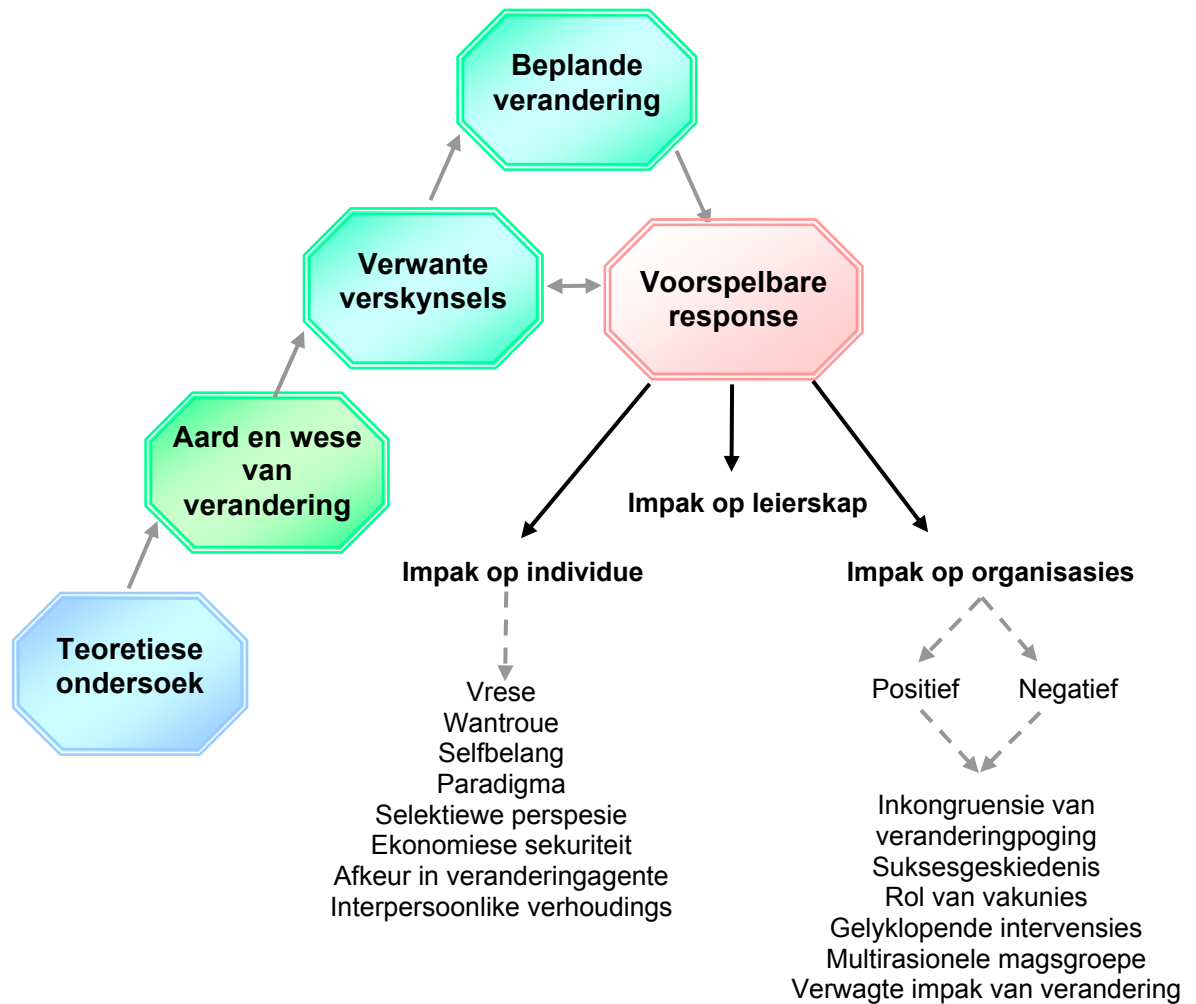 Beplande
verandering
Verwante
verskynsels
Voorspelbare
response
Aard en wese
van
verandering
Teoretiese
ondersoek
Impak op leierskap
Impak op individue
Vrese
Wantroue
Selfbelang
Paradigma
Selektiewe perspesie
Ekonomiese sekuriteit
Afkeur in veranderingagente
Interpersoonlike verhoudings
Impak op organisasies
Positief
Negatief
Inkongruensie van
veranderingpoging
Suksesgeskiedenis
Rol van vakunies
Gelyklopende intervensies
Multirasionele magsgroepe
Verwagte impak van verandering